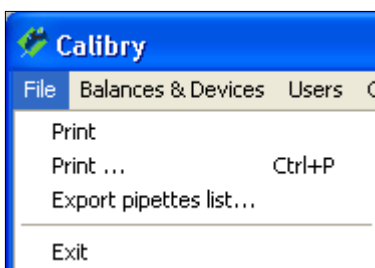 Calibry
File Balances & Devices Users
Print
Print ... Ctrl+P
Export pipettes list...
Exit